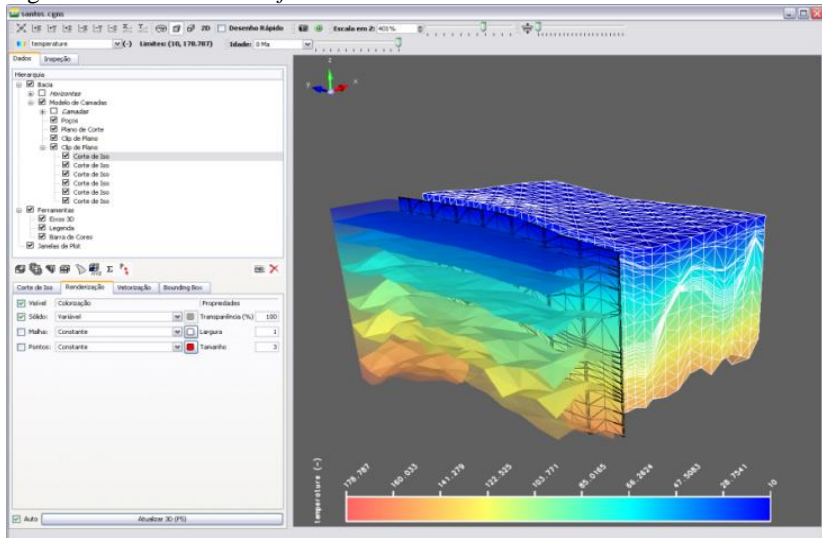 santos.cgns
2D Desenho Rápido Escala em Z: 401%
temperature (-) Limites: (10, 178.787) Idade: 0 Ma
Dados Inspeção
Hierarquia
Bacia
Horizontes
Modelo de Camadas
Camadas
Poços
Plano de Corte
Clip de Plano
Clip de Plano
Corte de Iso
Corte de Iso
Corte de Iso
Corte de Iso
Corte de Iso
Corte de Iso
Ferramentas
Eixos 3D
Legenda
Barra de Cores
Janelas de Plot
Corte de Iso Renderização Vetorização Bounding Box
Visível Colorização Propriedades
Sólido: Variável Transparência (%) 100
Malha: Constante Largura 1
Pontos: Constante Tamanho 3
Auto Atualizar 3D (F5)
z
x
temperature (-)
178.787 160.033 141.279 122.525 103.771 85.0165 66.2624 47.5083 28.7541 10